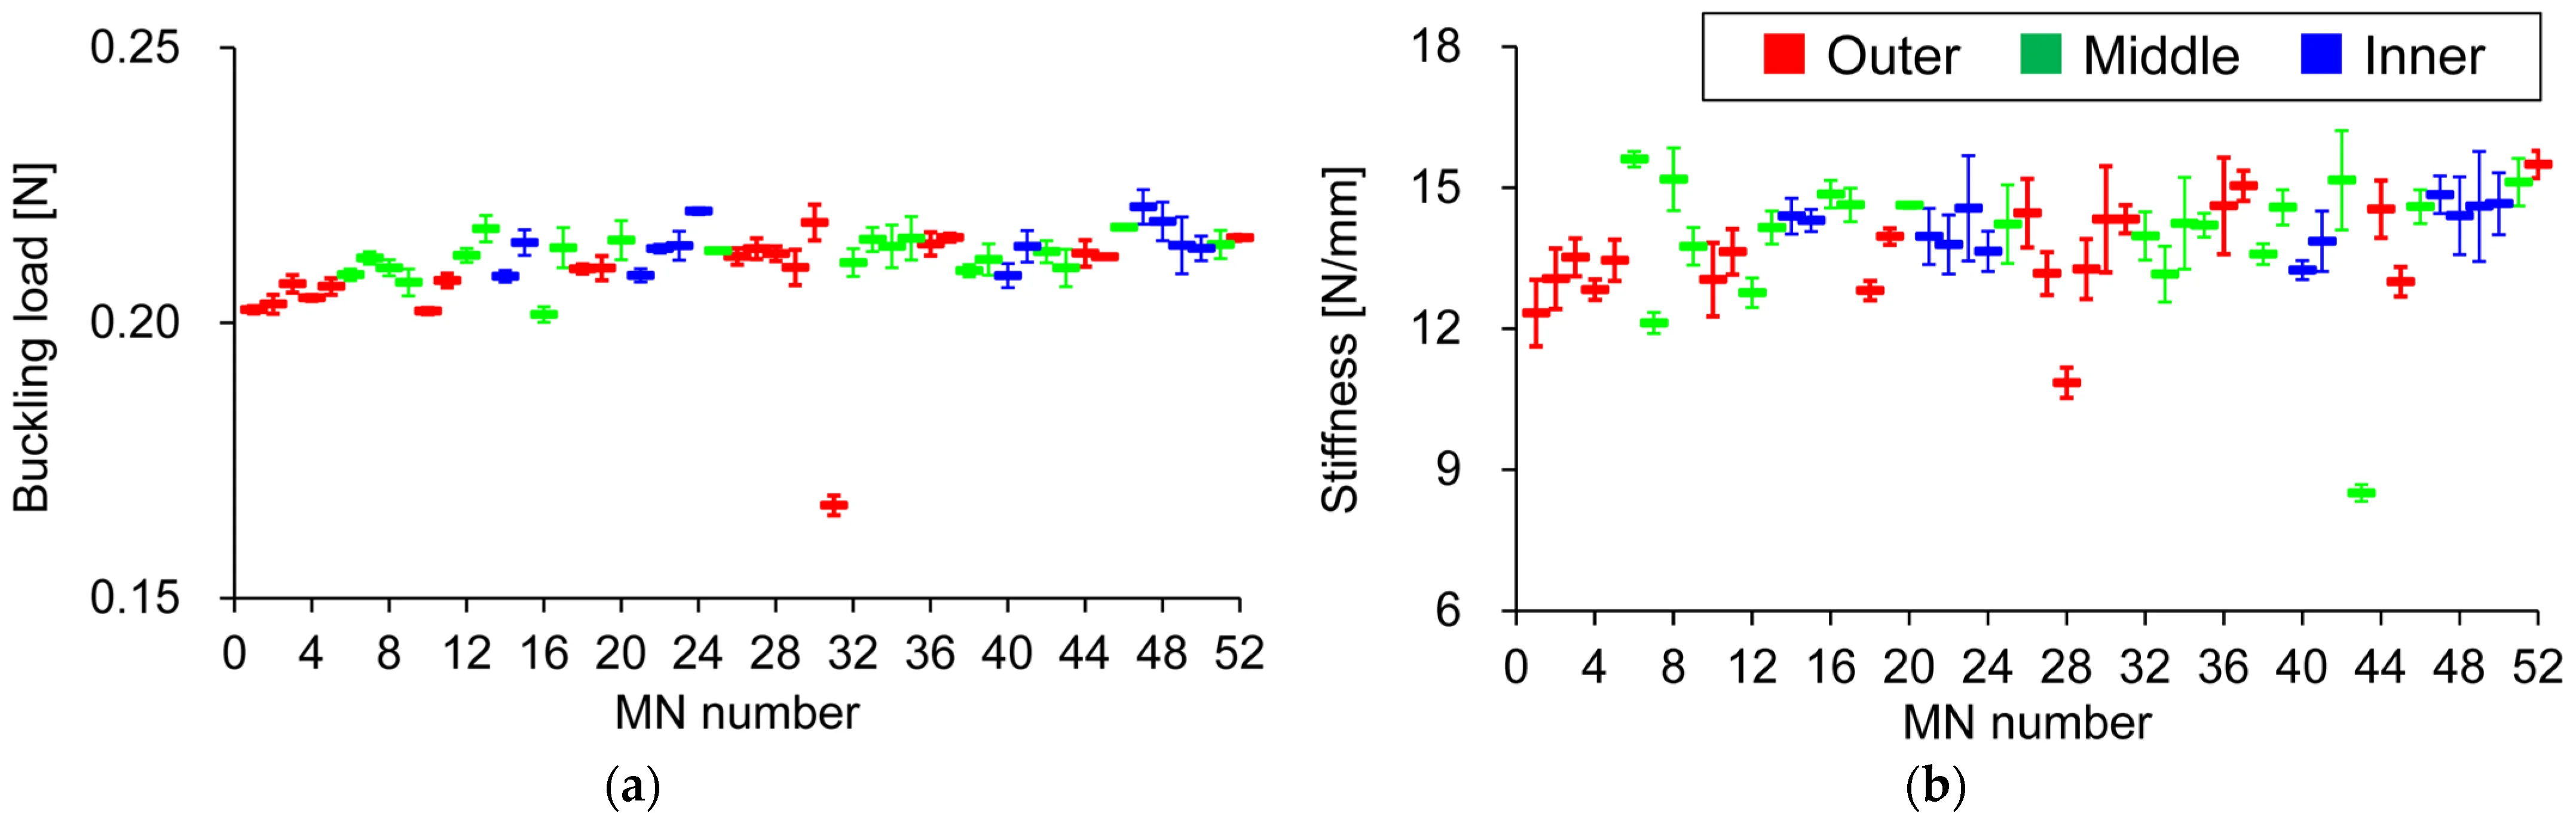 Buckling load [N]
0.25
0.20
0.15
0 4 8 12 16 20 24 28 32 36 40 44 48 52
MN number
(a)
Outer Middle Inner
Stiffness [N/mm]
18
15
12
9
6
0 4 8 12 16 20 24 28 32 36 40 44 48 52
MN number
(b)